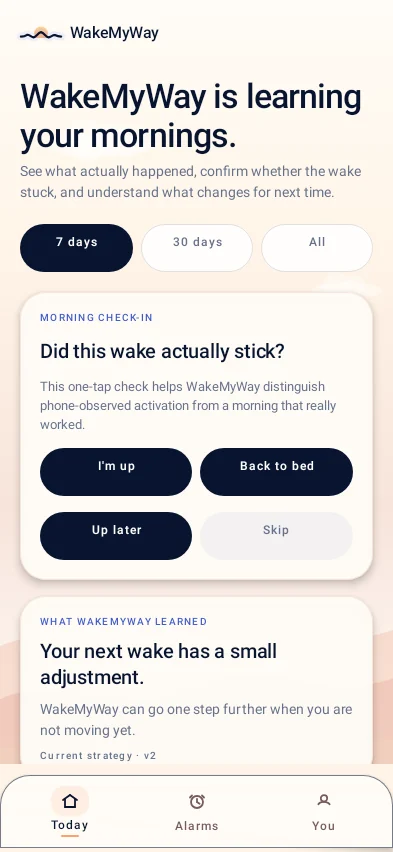 WakeMyWay
WakeMyWay is learning
your mornings.
See what actually happened, confirm whether the wake
stuck, and understand what changes for next time.
7 days
30 days
All
MORNING CHECK-IN
Did this wake actually stick?
This one-tap check helps WakeMyWay distinguish
phone-observed activation from a morning that really
worked.
I'm up
Back to bed
Up later
Skip
WHAT WAKEMYWAY LEARNED
Your next wake has a small
adjustment.
WakeMyWay can go one step further when you are
not moving yet.
Current strategy · v2
Today
Alarms
You